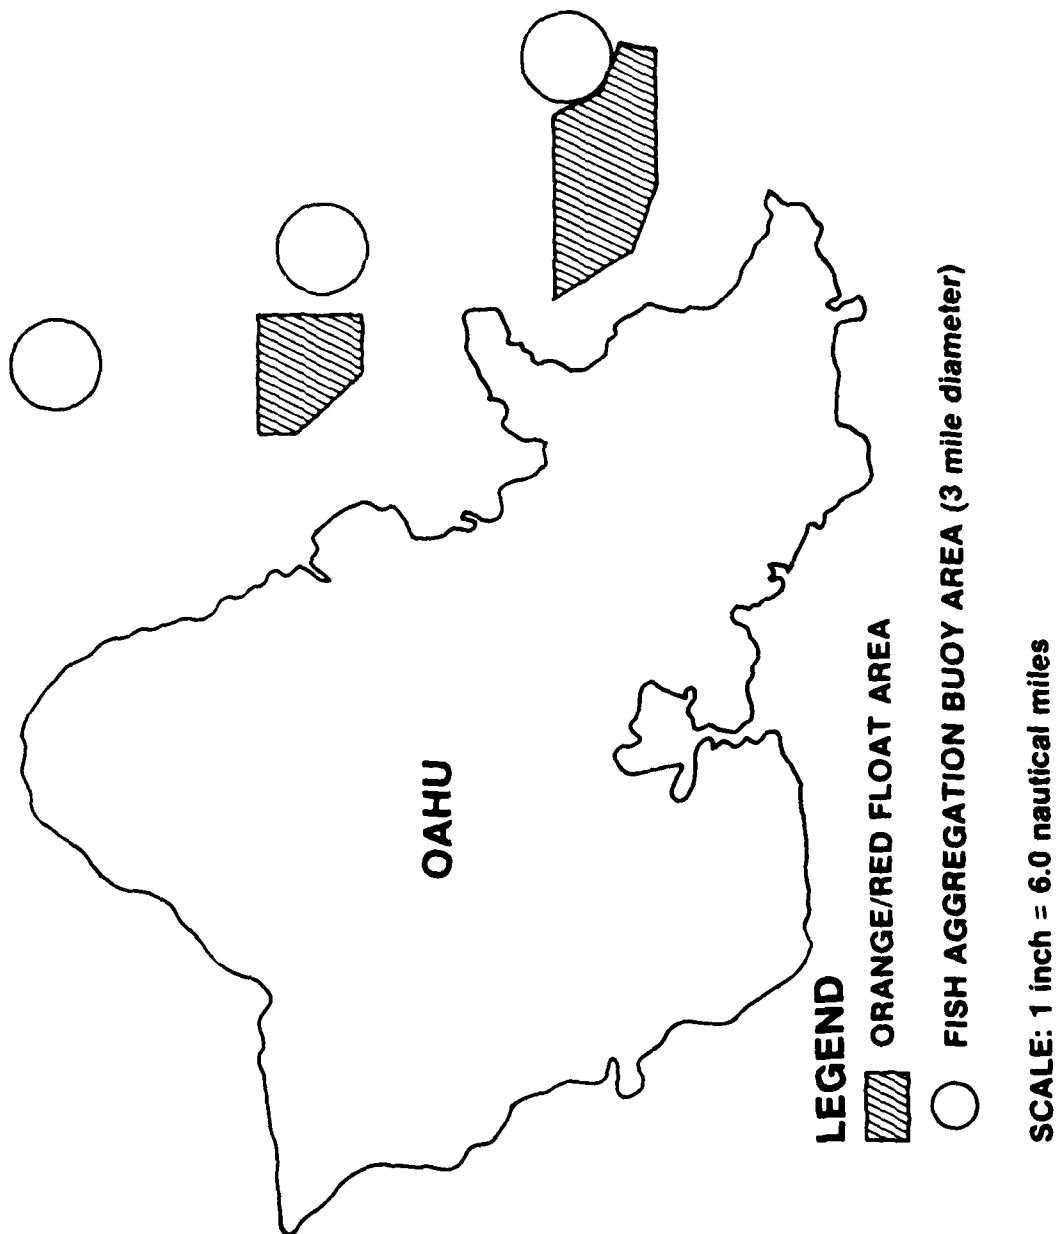 OAHU
LEGEND
ORANGE/RED FLOAT AREA
FISH AGGREGATION BUOY AREA (3 mile diameter)
SCALE: 1 inch = 6.0 nautical miles